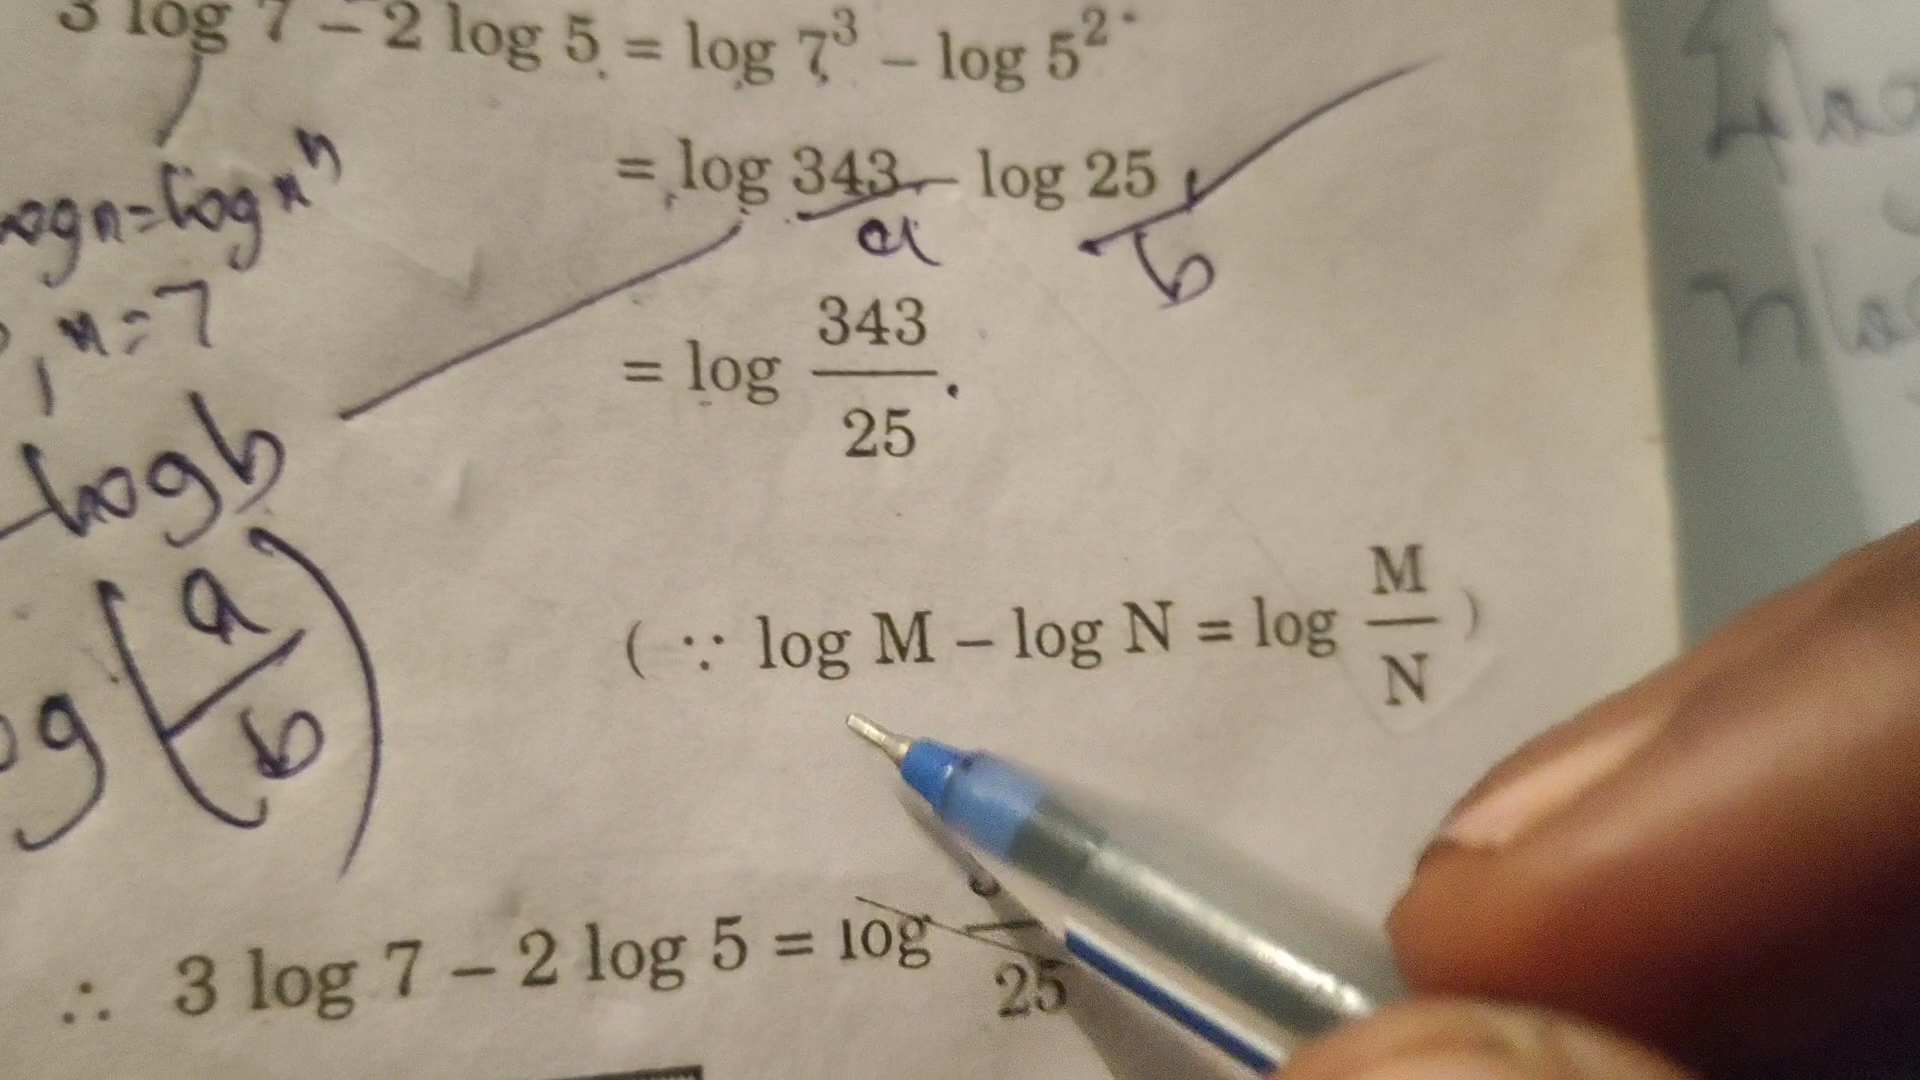 3 log 7 – 2 log 5 = log 7³ – log 5²
= log 343 – log 25
a
b
= log 343/25.
log n = log x^n
x = 7
– log b
(a/b)
( ∵ log M – log N = log M/N )
∴ 3 log 7 – 2 log 5 = log /25